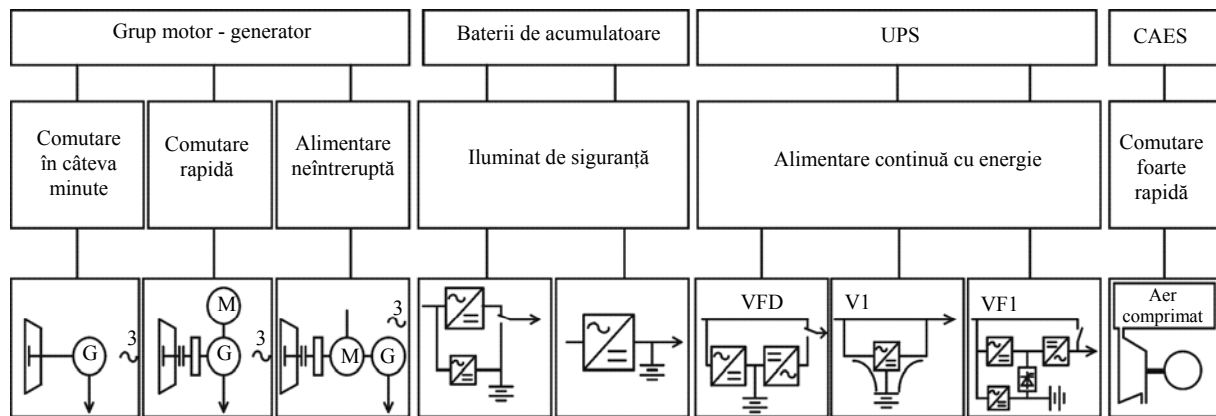 Grup motor - generator
Baterii de acumulatoare
UPS
CAES
Comutare
în câteva
minute
Comutare
rapidă
Alimentare
neîntreruptă
Iluminat de siguranță
Alimentare continuă cu energie
Comutare
foarte
rapidă
G
3
M
G
3
M
G
3
VFD
V1
VF1
Aer
comprimat